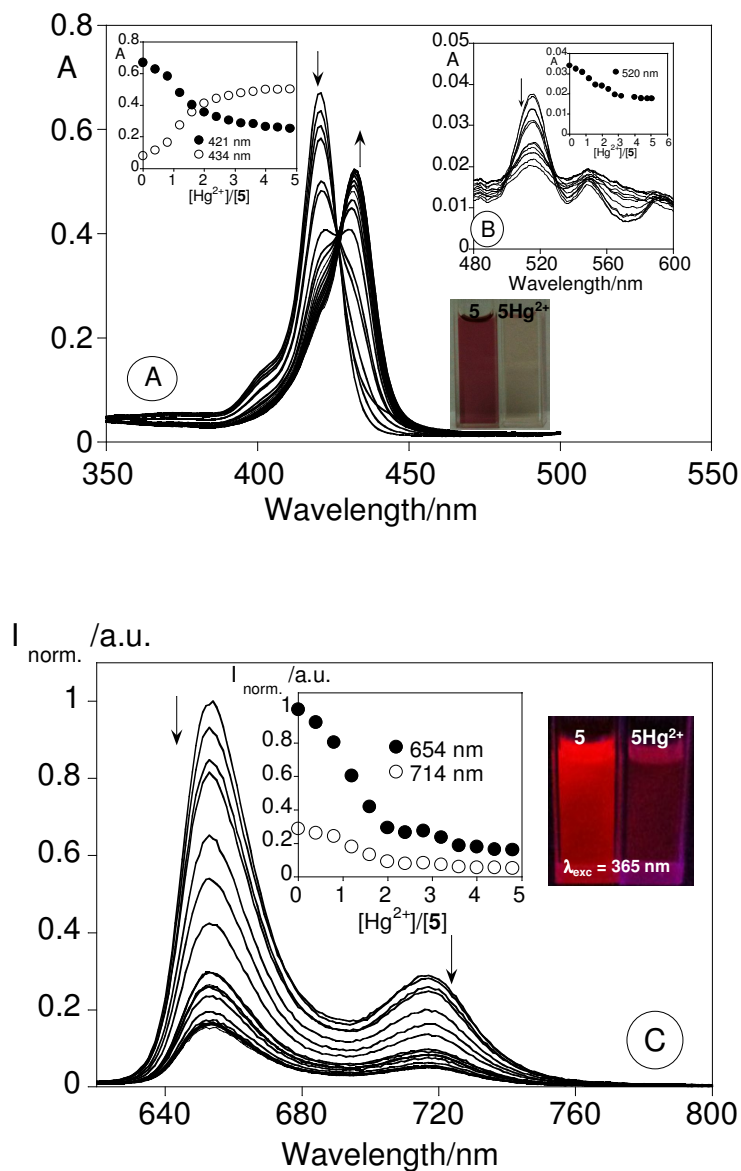 A
0.8
0.6
0.4
0.2
0
350
400
450
500
550
Wavelength/nm
A
A
0.8
0.6
0.4
0.2
0
0
1
2
3
4
5
● 421 nm
○ 434 nm
[Hg²⁺]/[5]
A
0.05
0.04
0.03
0.02
0.01
0
480
520
560
600
Wavelength/nm
B
A
0.04
0.03
0.02
0.01
0
0 1 2 3 4 5 6
● 520 nm
[Hg²⁺]/[5]
5 5Hg²⁺
I norm. /a.u.
1
0.8
0.6
0.4
0.2
0
640
680
720
760
800
Wavelength/nm
C
I norm. /a.u.
1
0.8
0.6
0.4
0.2
0
0 1 2 3 4 5
● 654 nm
○ 714 nm
[Hg²⁺]/[5]
5 5Hg²⁺
λexc = 365 nm